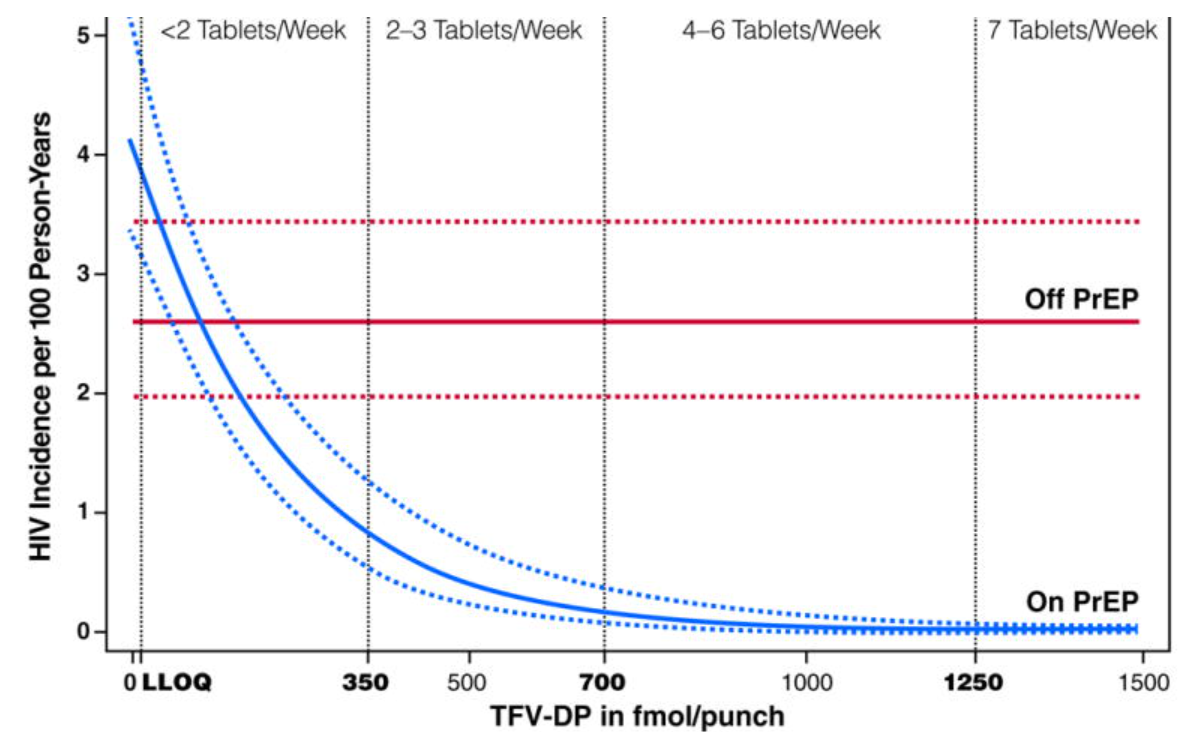 <2 Tablets/Week 2–3 Tablets/Week 4–6 Tablets/Week 7 Tablets/Week
HIV Incidence per 100 Person-Years
5
4
3
2
1
0
Off PrEP
On PrEP
0 LLOQ 350 500 700 1000 1250 1500
TFV-DP in fmol/punch